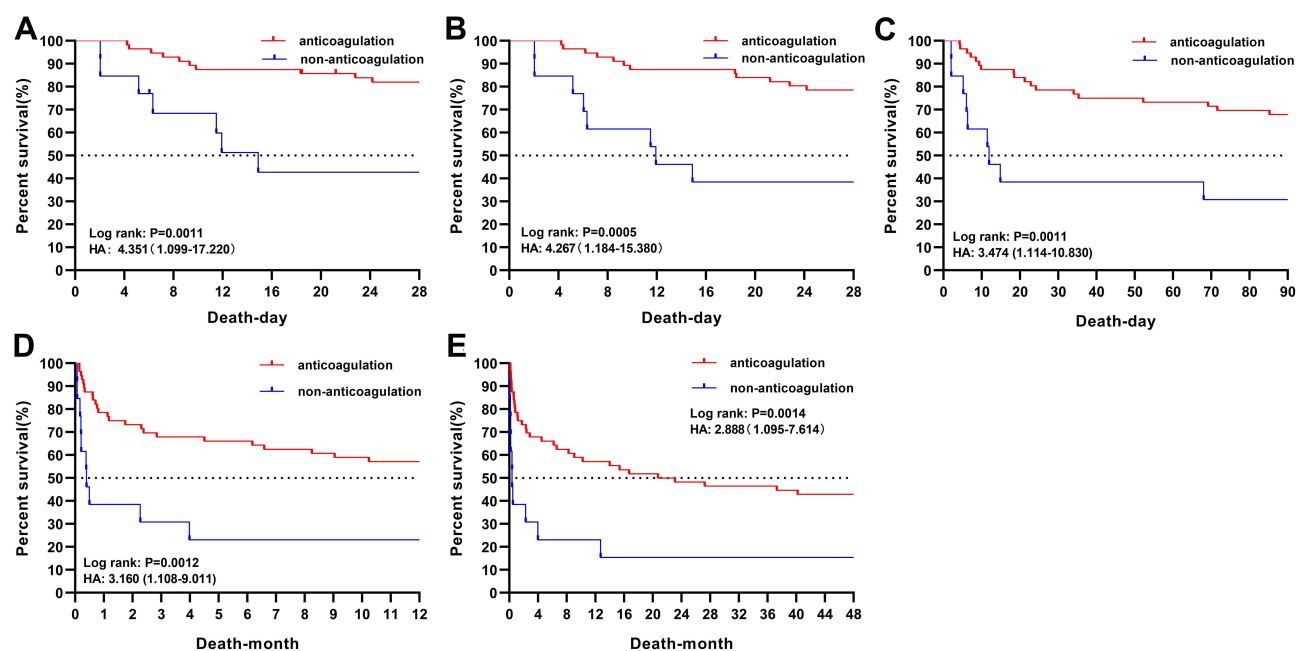 A
100
90
80
70
60
50
40
30
20
10
0
Percent survival(%)
anticoagulation
non-anticoagulation
Log rank: P=0.0011
HA: 4.351(1.099-17.220)
0 4 8 12 16 20 24 28
Death-day
B
100
90
80
70
60
50
40
30
20
10
0
Percent survival(%)
anticoagulation
non-anticoagulation
Log rank: P=0.0005
HA: 4.267(1.184-15.380)
0 4 8 12 16 20 24 28
Death-day
C
100
90
80
70
60
50
40
30
20
10
0
Percent survival(%)
anticoagulation
non-anticoagulation
Log rank: P=0.0011
HA: 3.474 (1.114-10.830)
0 10 20 30 40 50 60 70 80 90
Death-day
D
100
90
80
70
60
50
40
30
20
10
0
Percent survival(%)
anticoagulation
non-anticoagulation
Log rank: P=0.0012
HA: 3.160 (1.108-9.011)
0 1 2 3 4 5 6 7 8 9 10 11 12
Death-month
E
100
90
80
70
60
50
40
30
20
10
0
Percent survival(%)
anticoagulation
non-anticoagulation
Log rank: P=0.0014
HA: 2.888(1.095-7.614)
0 4 8 12 16 20 24 28 32 36 40 44 48
Death-month